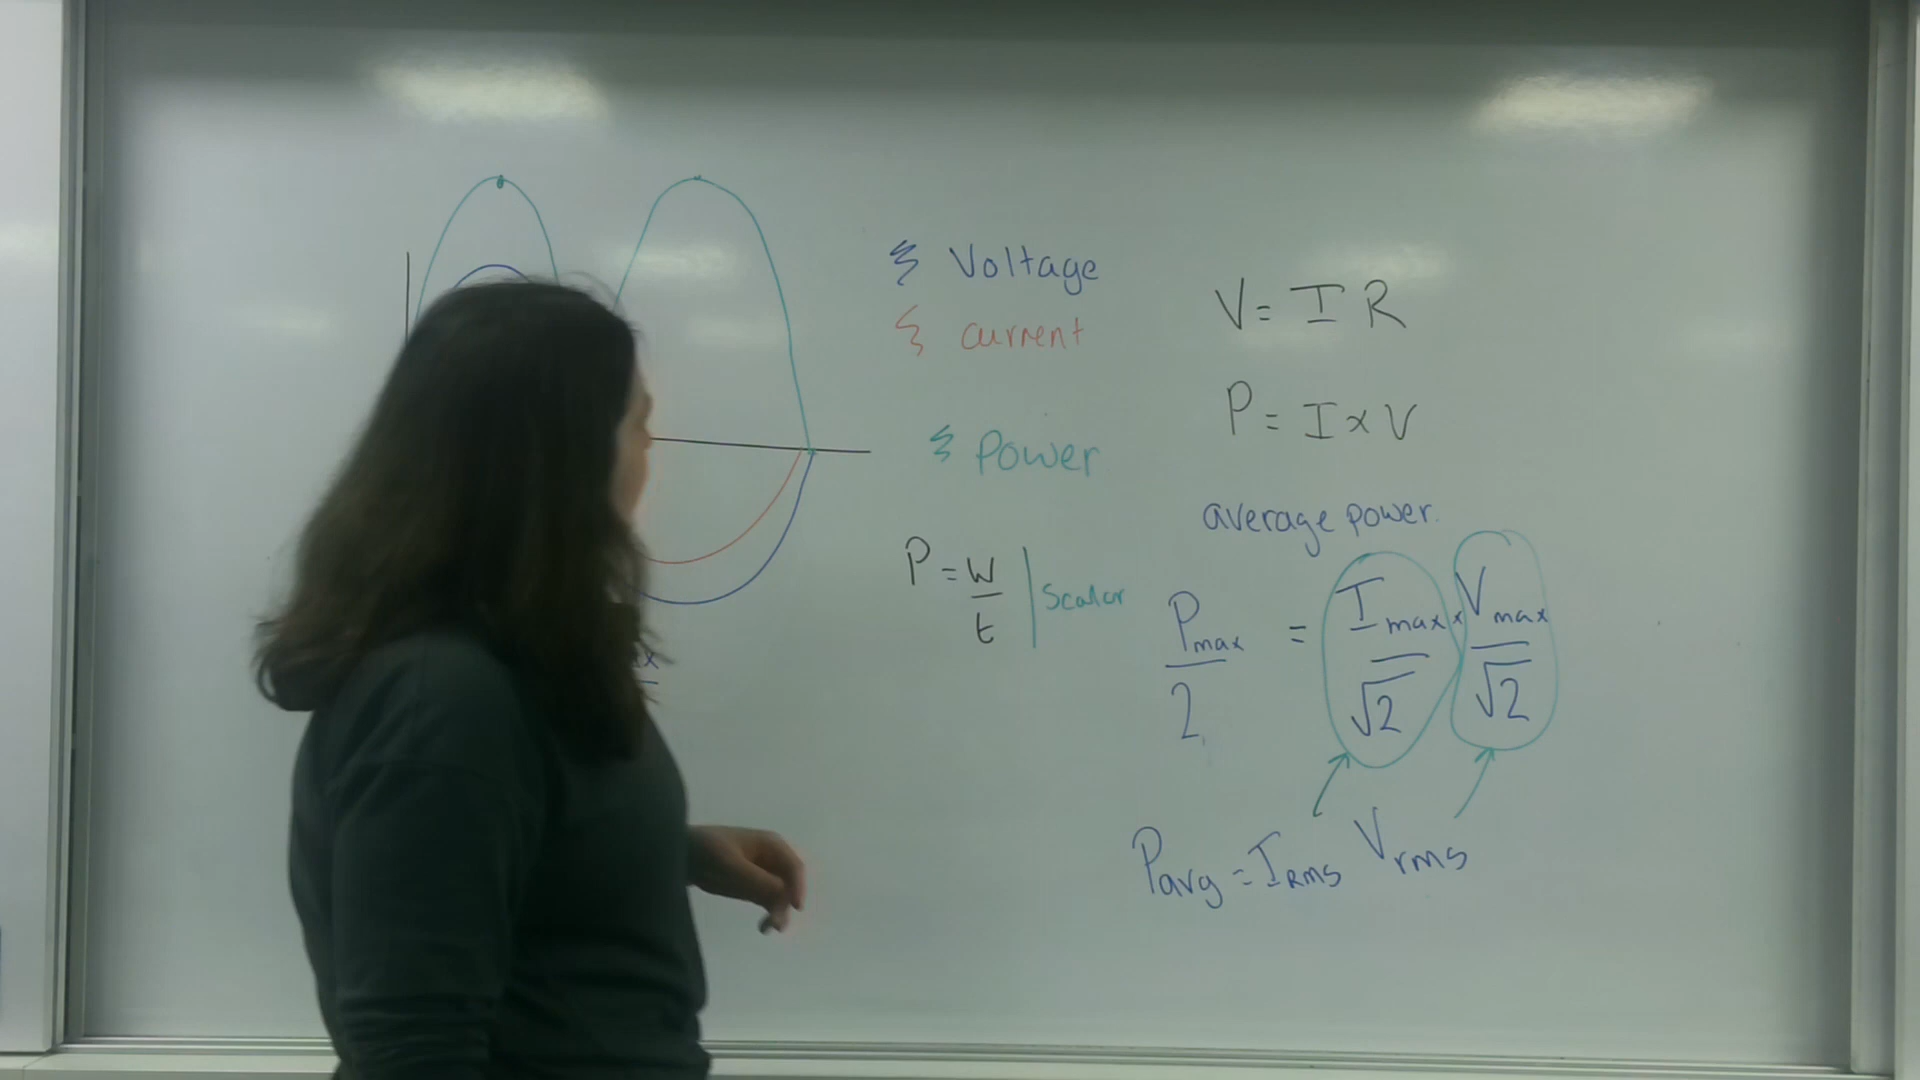 Voltage
current
Power
P = W/t | Scalar
V = I R
P = I x V
average power.
Pmax/2 = Imax/√2 x Vmax/√2
Pavg = IRMS Vrms